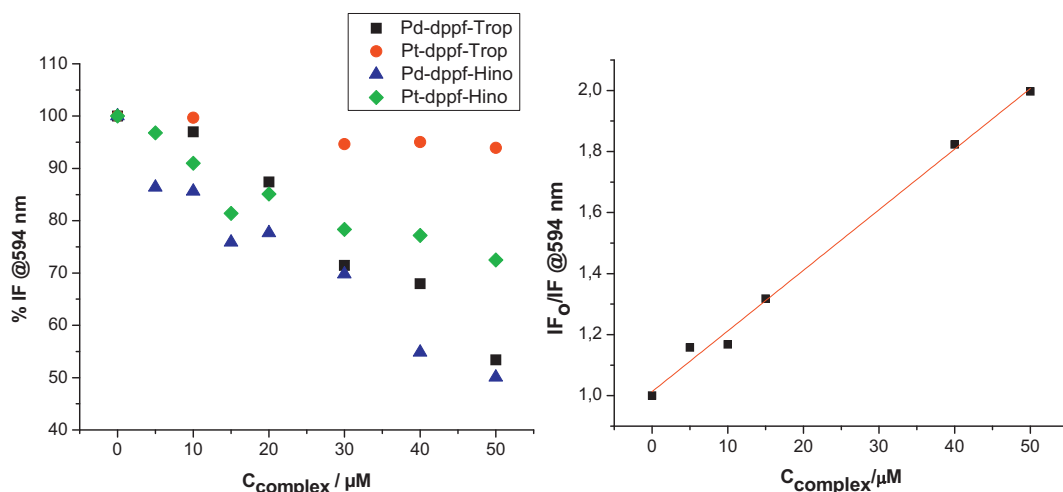 Pd-dppf-Trop
Pt-dppf-Trop
Pd-dppf-Hino
Pt-dppf-Hino
% IF @594 nm
110
100
90
80
70
60
50
40
0 10 20 30 40 50
Ccomplex / µM
IFO/IF @594 nm
2,0
1,8
1,6
1,4
1,2
1,0
0 10 20 30 40 50
Ccomplex/µM